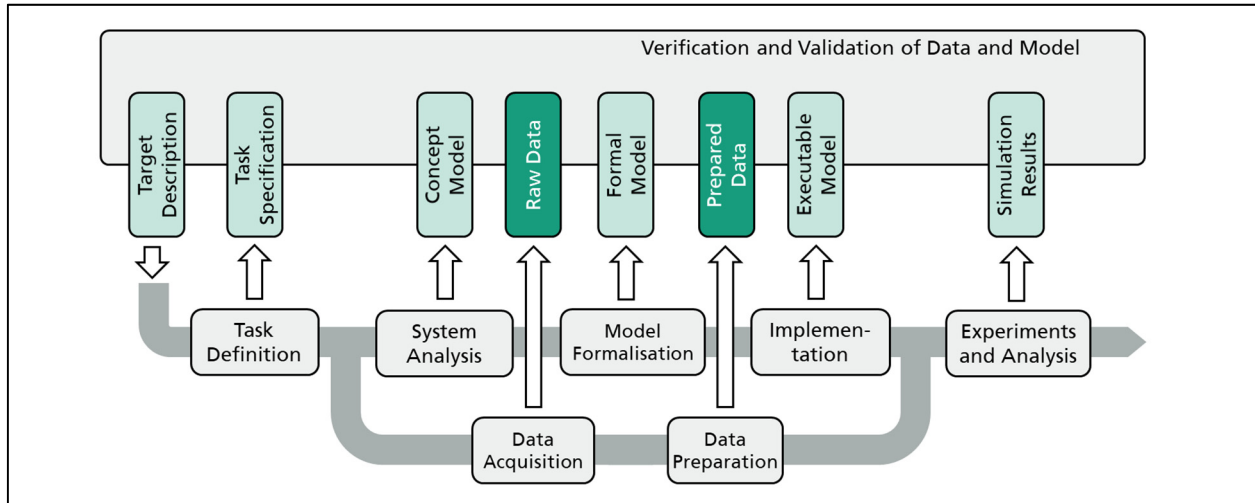 Verification and Validation of Data and Model
Target
Description
Task
Specification
Concept
Model
Raw Data
Formal
Model
Prepared
Data
Executable
Model
Simulation
Results
Task
Definition
System
Analysis
Model
Formalisation
Implemen-
tation
Experiments
and Analysis
Data
Acquisition
Data
Preparation